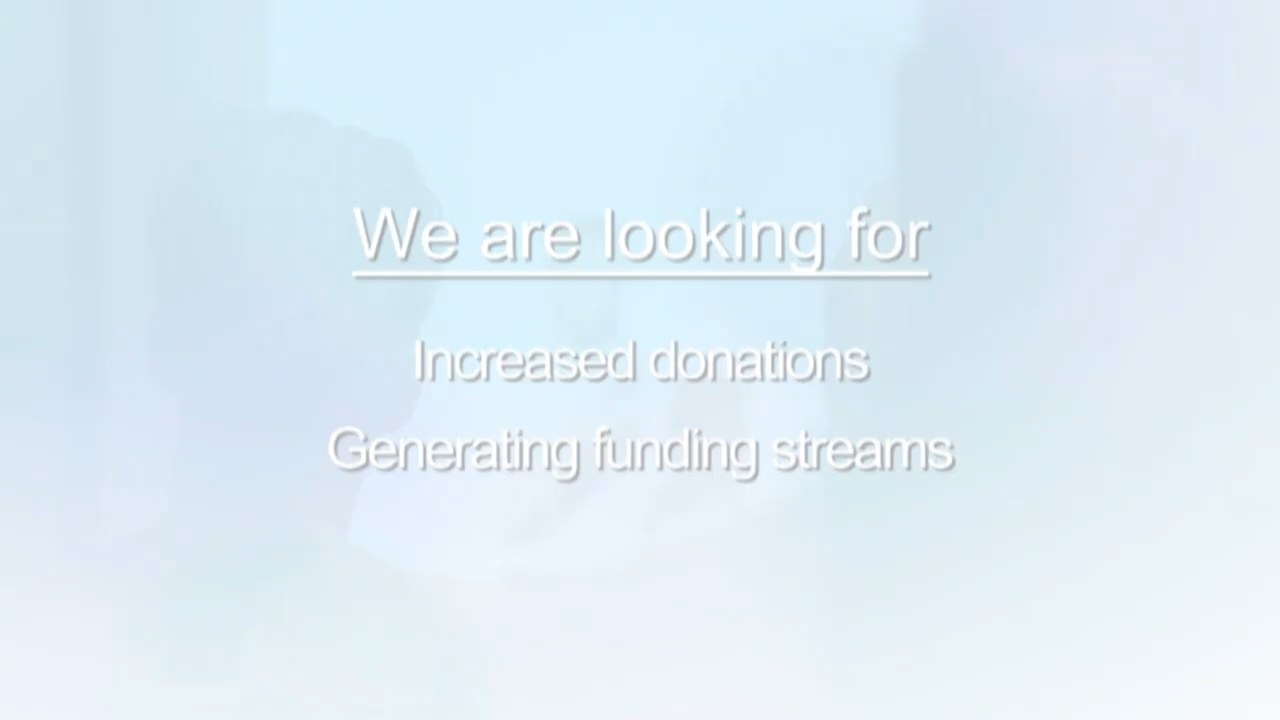 We are looking for
Increased donations
Generating funding streams